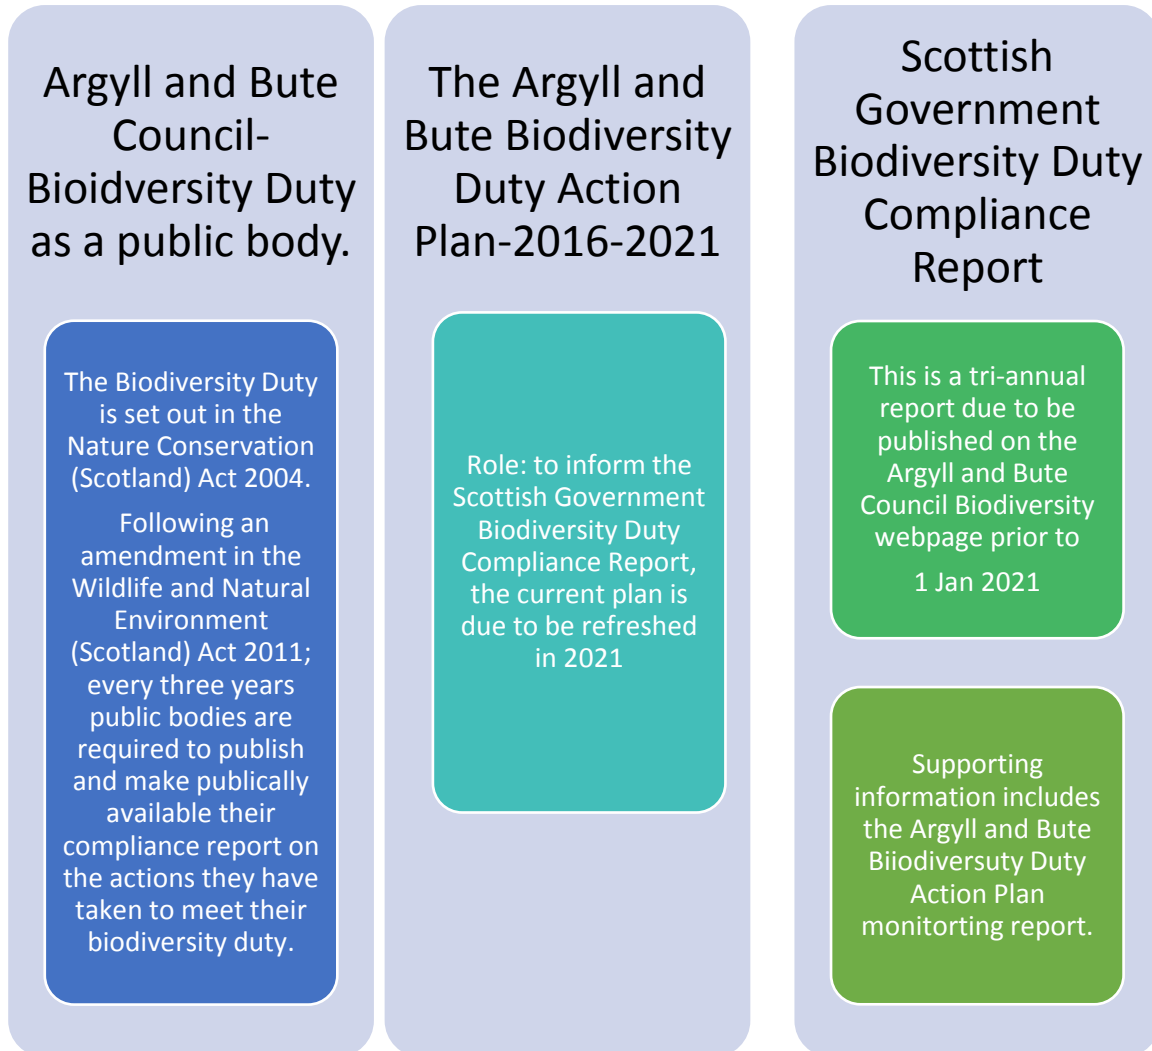 Argyll and Bute
Council-
Bioidversity Duty
as a public body.
The Biodiversity Duty
is set out in the
Nature Conservation
(Scotland) Act 2004.
Following an
amendment in the
Wildlife and Natural
Environment
(Scotland) Act 2011;
every three years
public bodies are
required to publish
and make publically
available their
compliance report on
the actions they have
taken to meet their
biodiversity duty.
The Argyll and
Bute Biodiversity
Duty Action
Plan-2016-2021
Role: to inform the
Scottish Government
Biodiversity Duty
Compliance Report,
the current plan is
due to be refreshed
in 2021
Scottish
Government
Biodiversity Duty
Compliance
Report
This is a tri-annual
report due to be
published on the
Argyll and Bute
Council Biodiversity
webpage prior to
1 Jan 2021
Supporting
information includes
the Argyll and Bute
Biiodiversuty Duty
Action Plan
monitorting report.